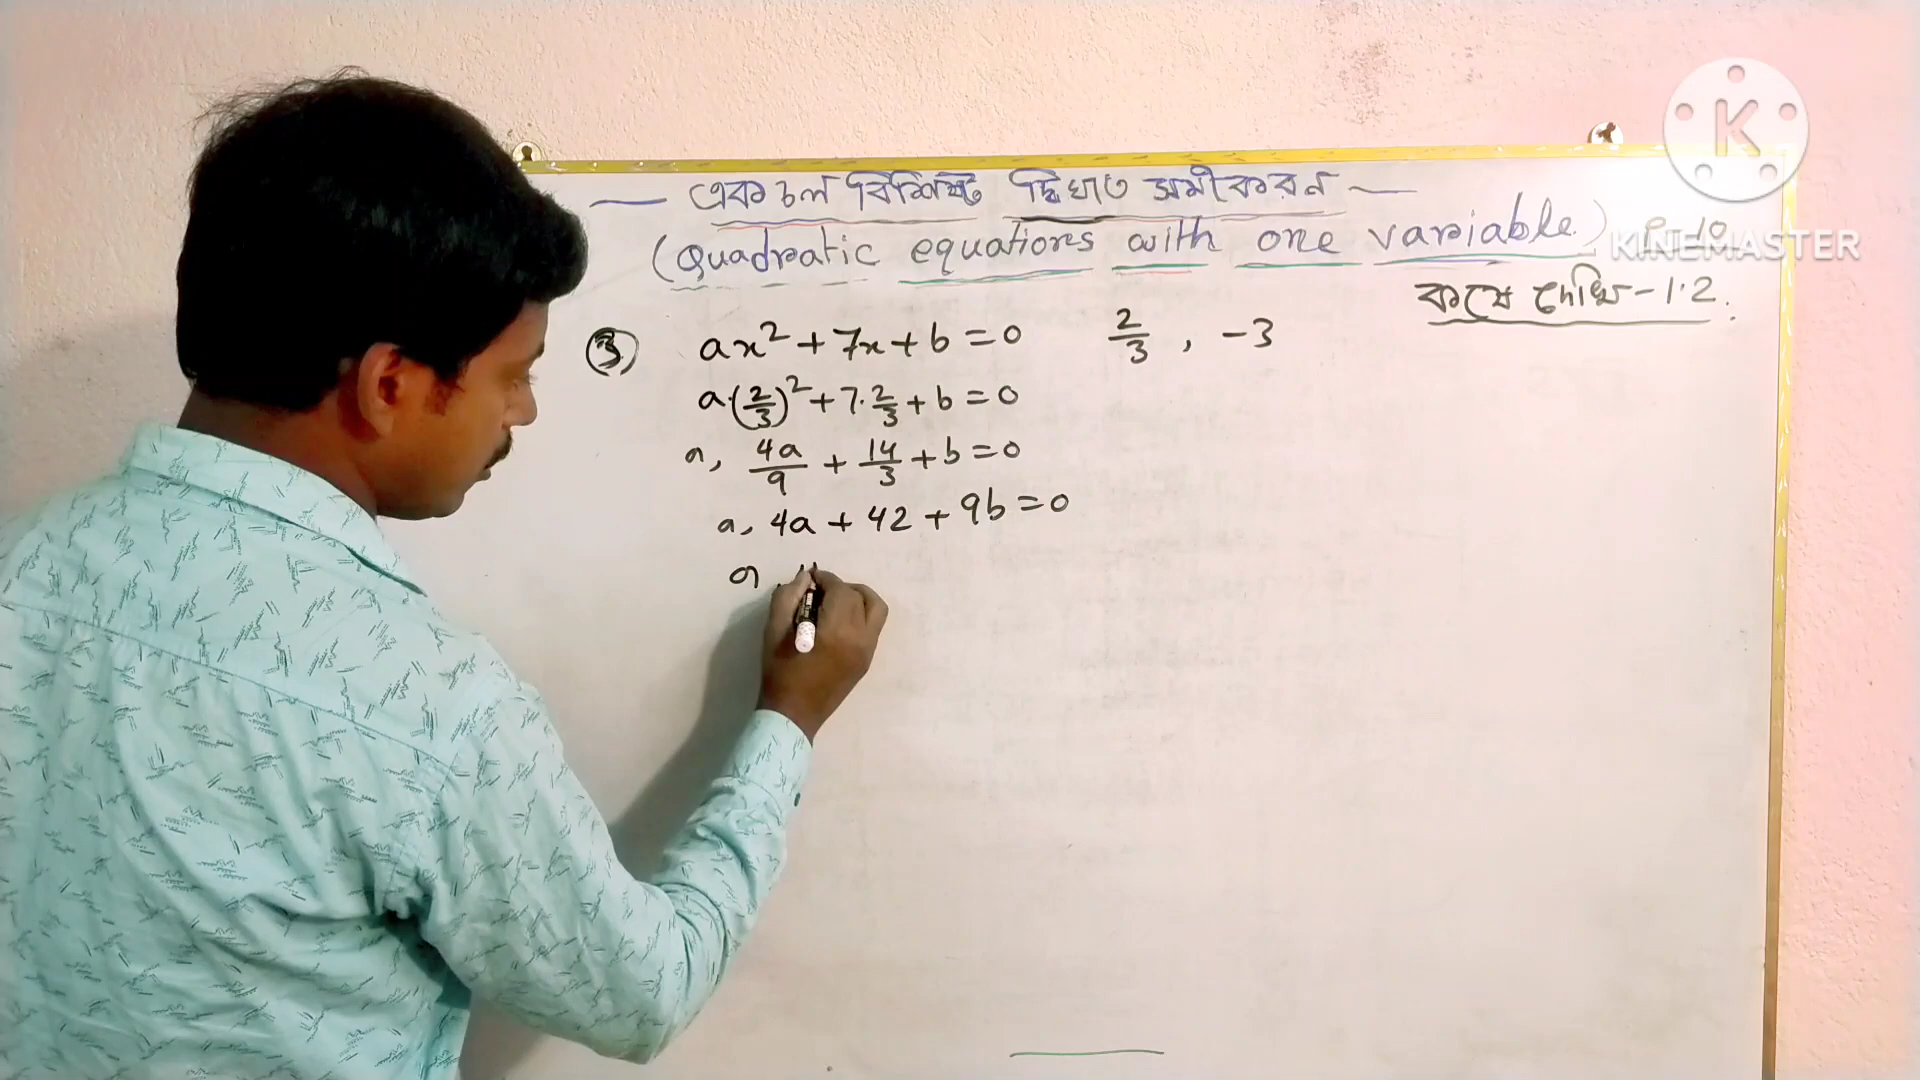 একচল বিশিষ্ট দ্বিঘাত সমীকরন
(Quadratic equations with one variable)
K
KINEMASTER
কষে দেখি - 1.2.
③ ax² + 7x + b = 0 2/3 , -3
a·(2/3)² + 7·2/3 + b = 0
বা, 4a/9 + 14/3 + b = 0
বা, 4a + 42 + 9b = 0
বা